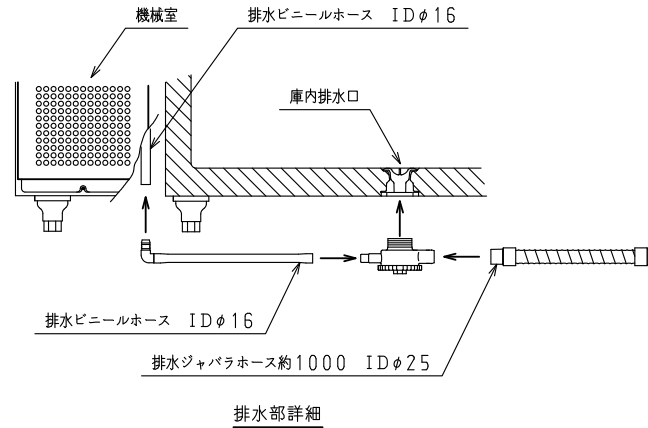 機械室
排水ビニールホース IDφ16
庫内排水口
排水ビニールホース IDφ16
排水ジャバラホース約1000 IDφ25
排水部詳細